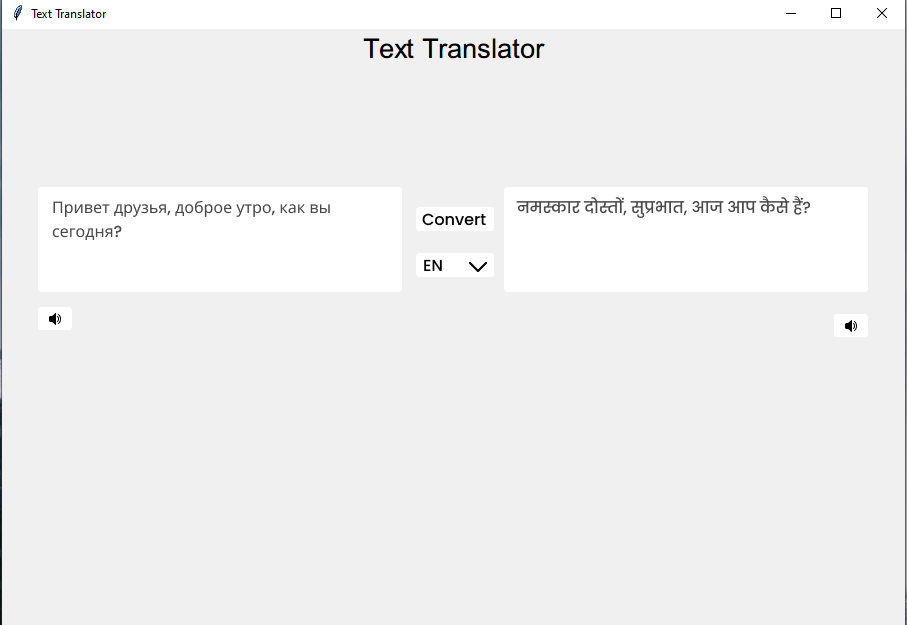 Text Translator
Text Translator
Привет друзья, доброе утро, как вы
сегодня?
Convert
EN
नमस्कार दोस्तों, सुप्रभात, आज आप कैसे हैं?